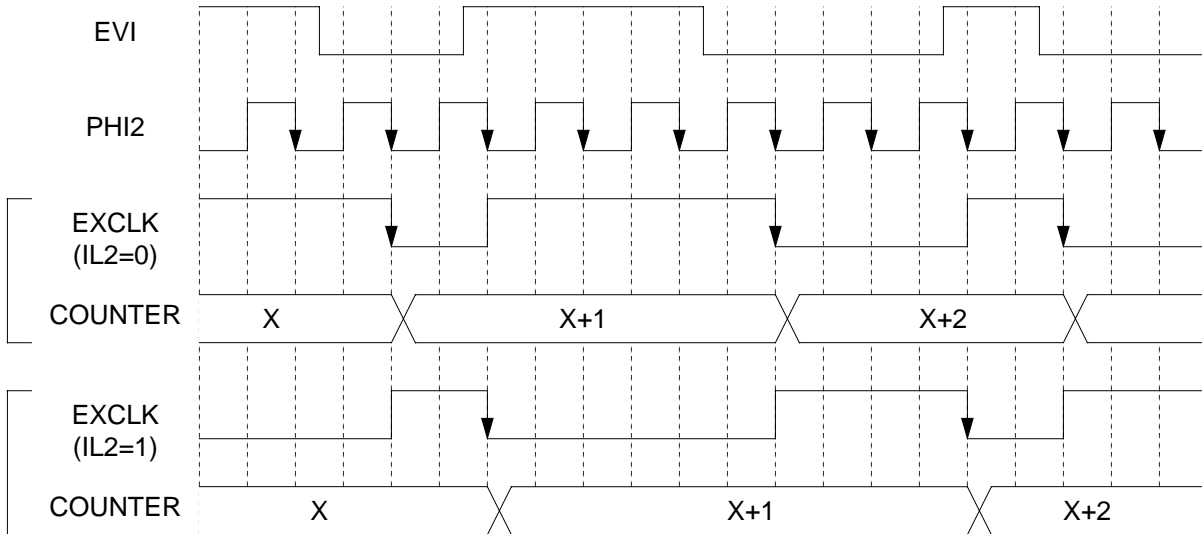 EVI
PHI2
EXCLK
(IL2=0)
COUNTER X X+1 X+2
EXCLK
(IL2=1)
COUNTER X X+1 X+2